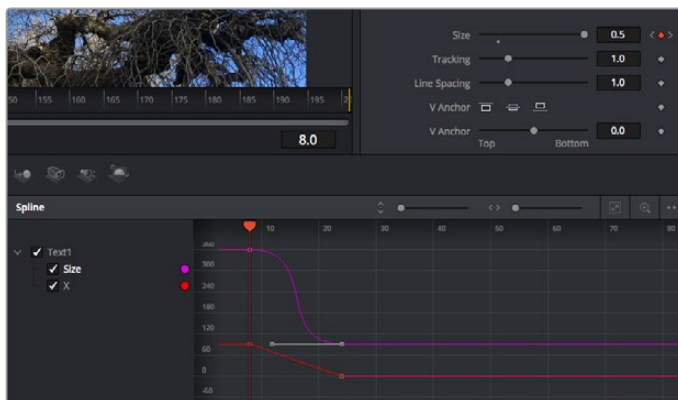 Size 0.5
Tracking 1.0
Line Spacing 1.0
V Anchor
V Anchor 0.0
Top Bottom
50 155 160 165 170 175 180 185 190 195
8.0
Spline
10 20 30 40 50 60 70 80
Text1
Size
X
300
240
180
120
60
0
-60